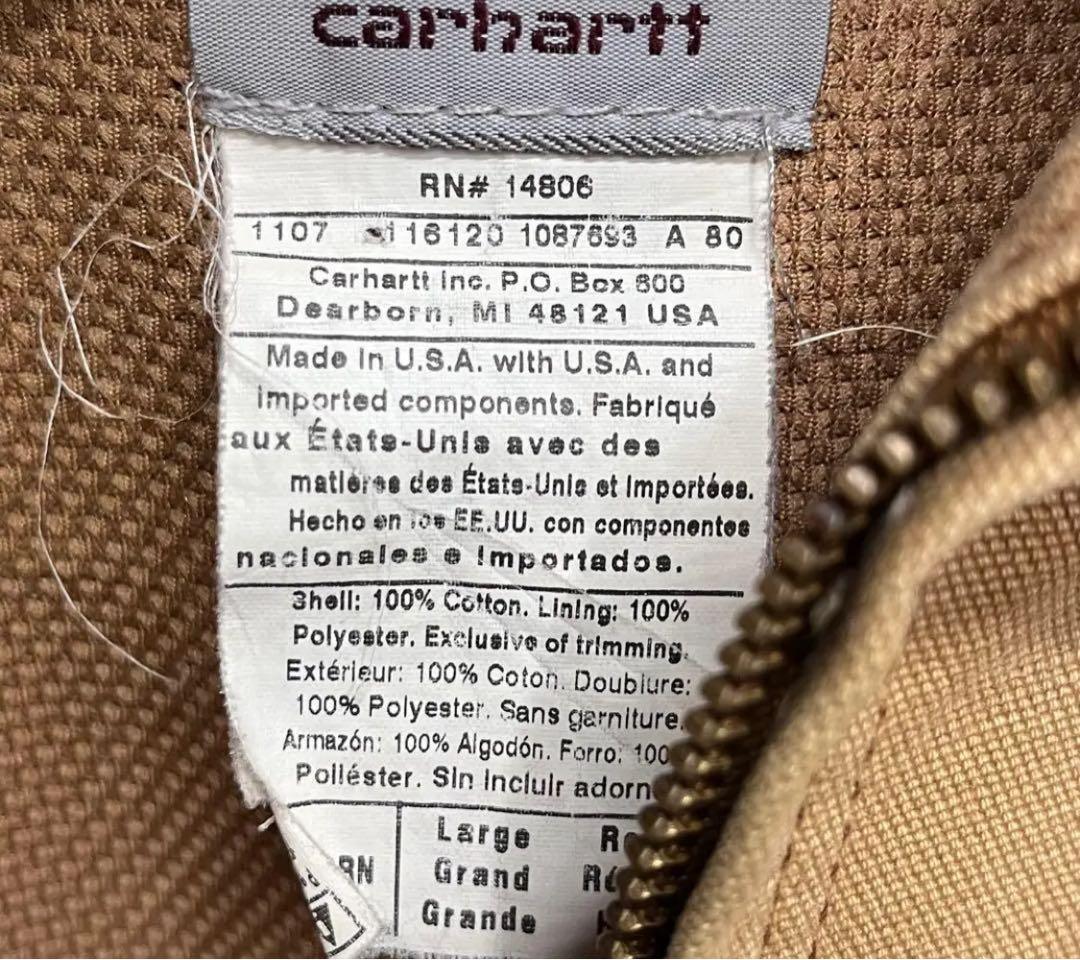 carhartt
RN# 14806
1107 116120 1087693 A 80
Carhartt Inc. P.O. Box 600
Dearborn, MI 48121 USA
Made in U.S.A. with U.S.A. and
imported components. Fabriqué
aux États-Unis avec des
matières des États-Unis et importées.
Hecho en los EE.UU. con componentes
nacionales e importados.
Shell: 100% Cotton. Lining: 100%
Polyester. Exclusive of trimming.
Extérieur: 100% Coton. Doublure:
100% Polyester. Sans garniture.
Armazón: 100% Algodón. Forro: 100
Poliéster. Sin incluir adorn
Large R
BRN Grand Ré
Grande